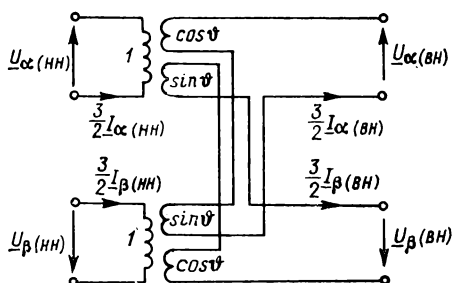 cosϑ
U̲α(нн)
1
sinϑ
U̲α(вн)
3/2 I̲α(нн)
3/2 I̲α(вн)
3/2 I̲β(нн)
3/2 I̲β(вн)
sinϑ
U̲β(нн)
1
U̲β(вн)
cosϑ